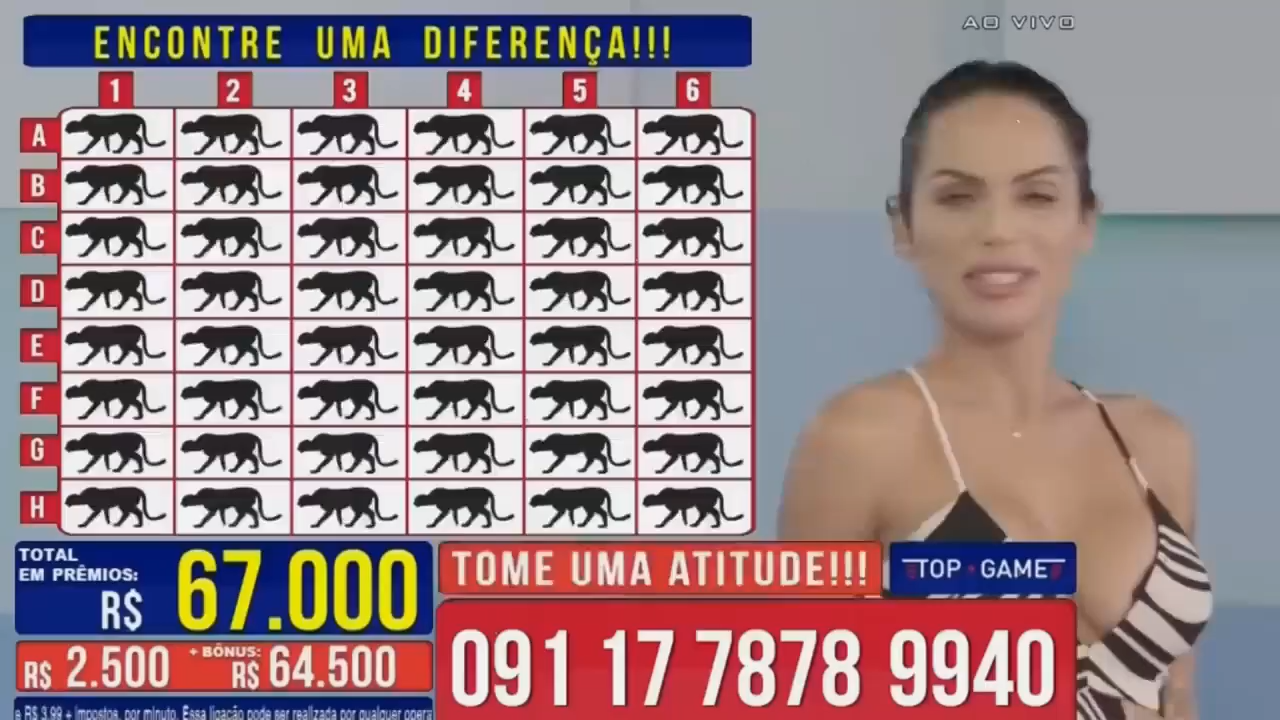 AO VIVO
ENCONTRE UMA DIFERENÇA!!!
1 2 3 4 5 6
A
B
C
D
E
F
G
H
TOTAL
EM PRÊMIOS:
R$ 67.000
R$ 2.500 + BÔNUS: R$ 64.500
TOME UMA ATITUDE!!!
TOP GAME
091 17 7878 9940
e R$ 3,99 + impostos, por minuto. Essa ligação pode ser realizada por qualquer opera